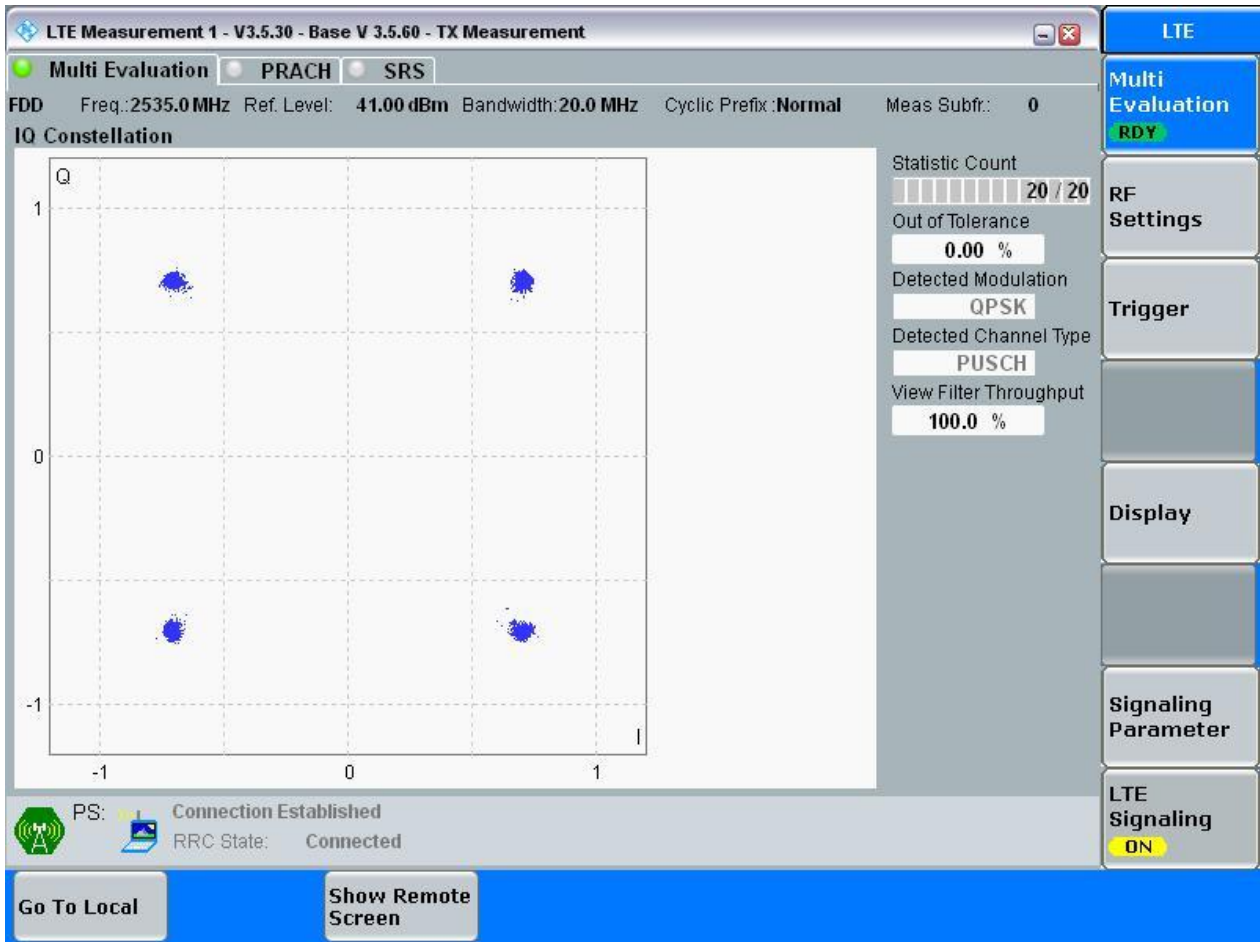 LTE Measurement 1 - V3.5.30 - Base V 3.5.60 - TX Measurement
LTE
Multi Evaluation PRACH SRS
FDD Freq.:2535.0 MHz Ref. Level: 41.00 dBm Bandwidth:20.0 MHz Cyclic Prefix :Normal Meas Subfr.: 0
IQ Constellation
Q
1
0
-1
I
-1 0 1
Statistic Count
20 / 20
Out of Tolerance
0.00 %
Detected Modulation
QPSK
Detected Channel Type
PUSCH
View Filter Throughput
100.0 %
Multi
Evaluation
RDY
RF
Settings
Trigger
Display
Signaling
Parameter
LTE
Signaling
ON
PS: Connection Established
RRC State: Connected
Go To Local
Show Remote
Screen